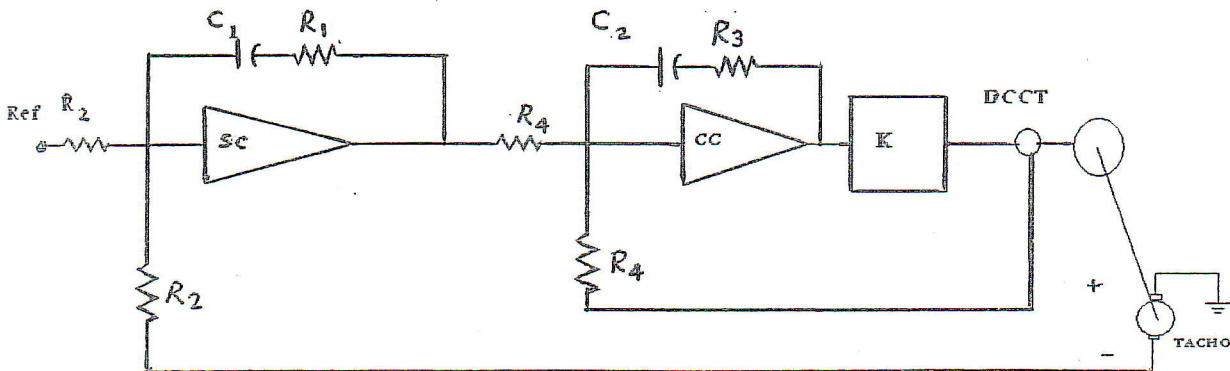 C1
R1
C2
R3
Ref R2
SC
R4
CC
K
DCCT
R2
R4
+
-
TACHO